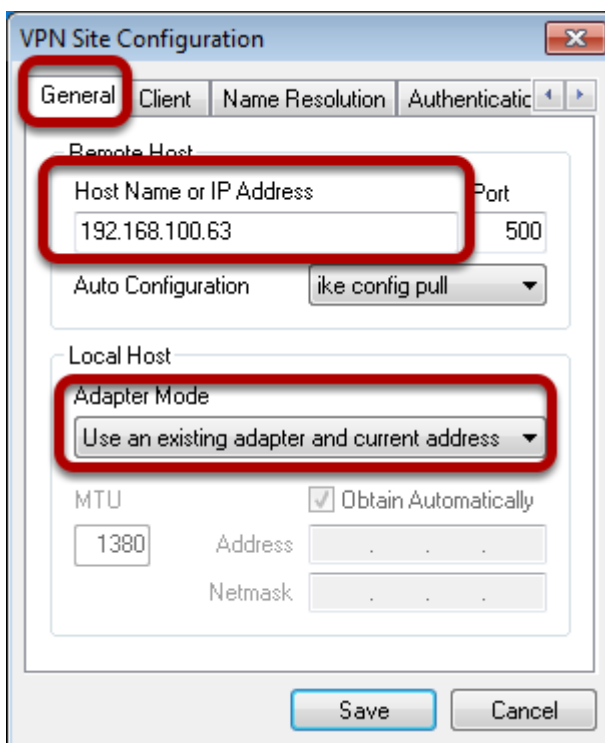 VPN Site Configuration
General Client Name Resolution Authenticatic
Remote Host
Host Name or IP Address Port
192.168.100.63 500
Auto Configuration ike config pull
Local Host
Adapter Mode
Use an existing adapter and current address
MTU Obtain Automatically
1380 Address . . .
Netmask . . .
Save Cancel